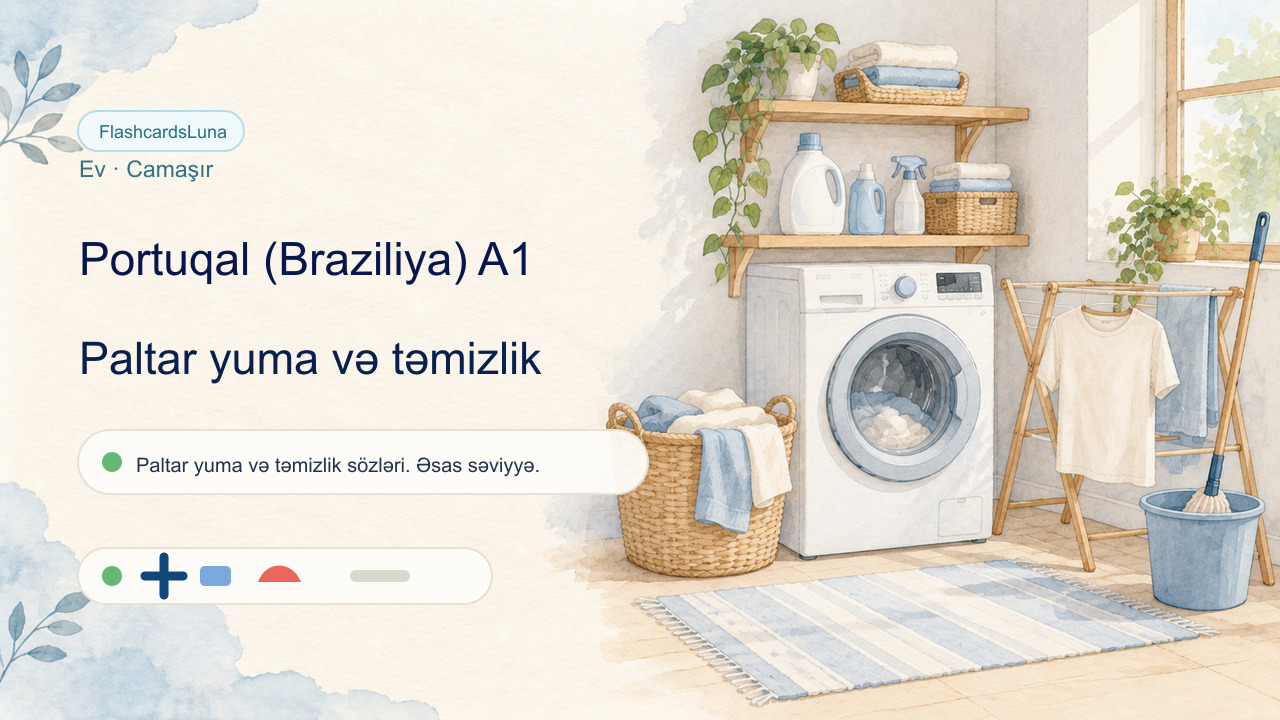 FlashcardsLuna
Ev · Camaşır
Portuqal (Braziliya) A1
Paltar yuma və təmizlik
Paltar yuma və təmizlik sözləri. Əsas səviyyə.